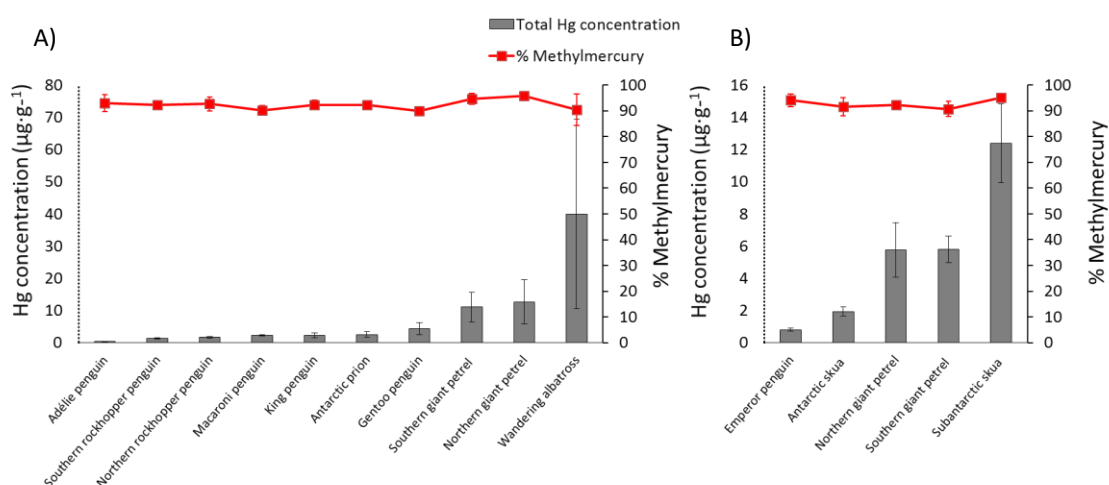 A)
Total Hg concentration
% Methylmercury
B)
Hg concentration (µg·g-1)
80
70
60
50
40
30
20
10
0
100
90
80
70
60
50
40
30
20
10
0
% Methylmercury
Adélie penguin
Southern rockhopper penguin
Northern rockhopper penguin
Macaroni penguin
King penguin
Antarctic prion
Gentoo penguin
Southern giant petrel
Northern giant petrel
Wandering albatross
Hg concentration (µg·g-1)
16
14
12
10
8
6
4
2
0
100
90
80
70
60
50
40
30
20
10
0
% Methylmercury
Emperor penguin
Antarctic skua
Northern giant petrel
Southern giant petrel
Subantarctic skua